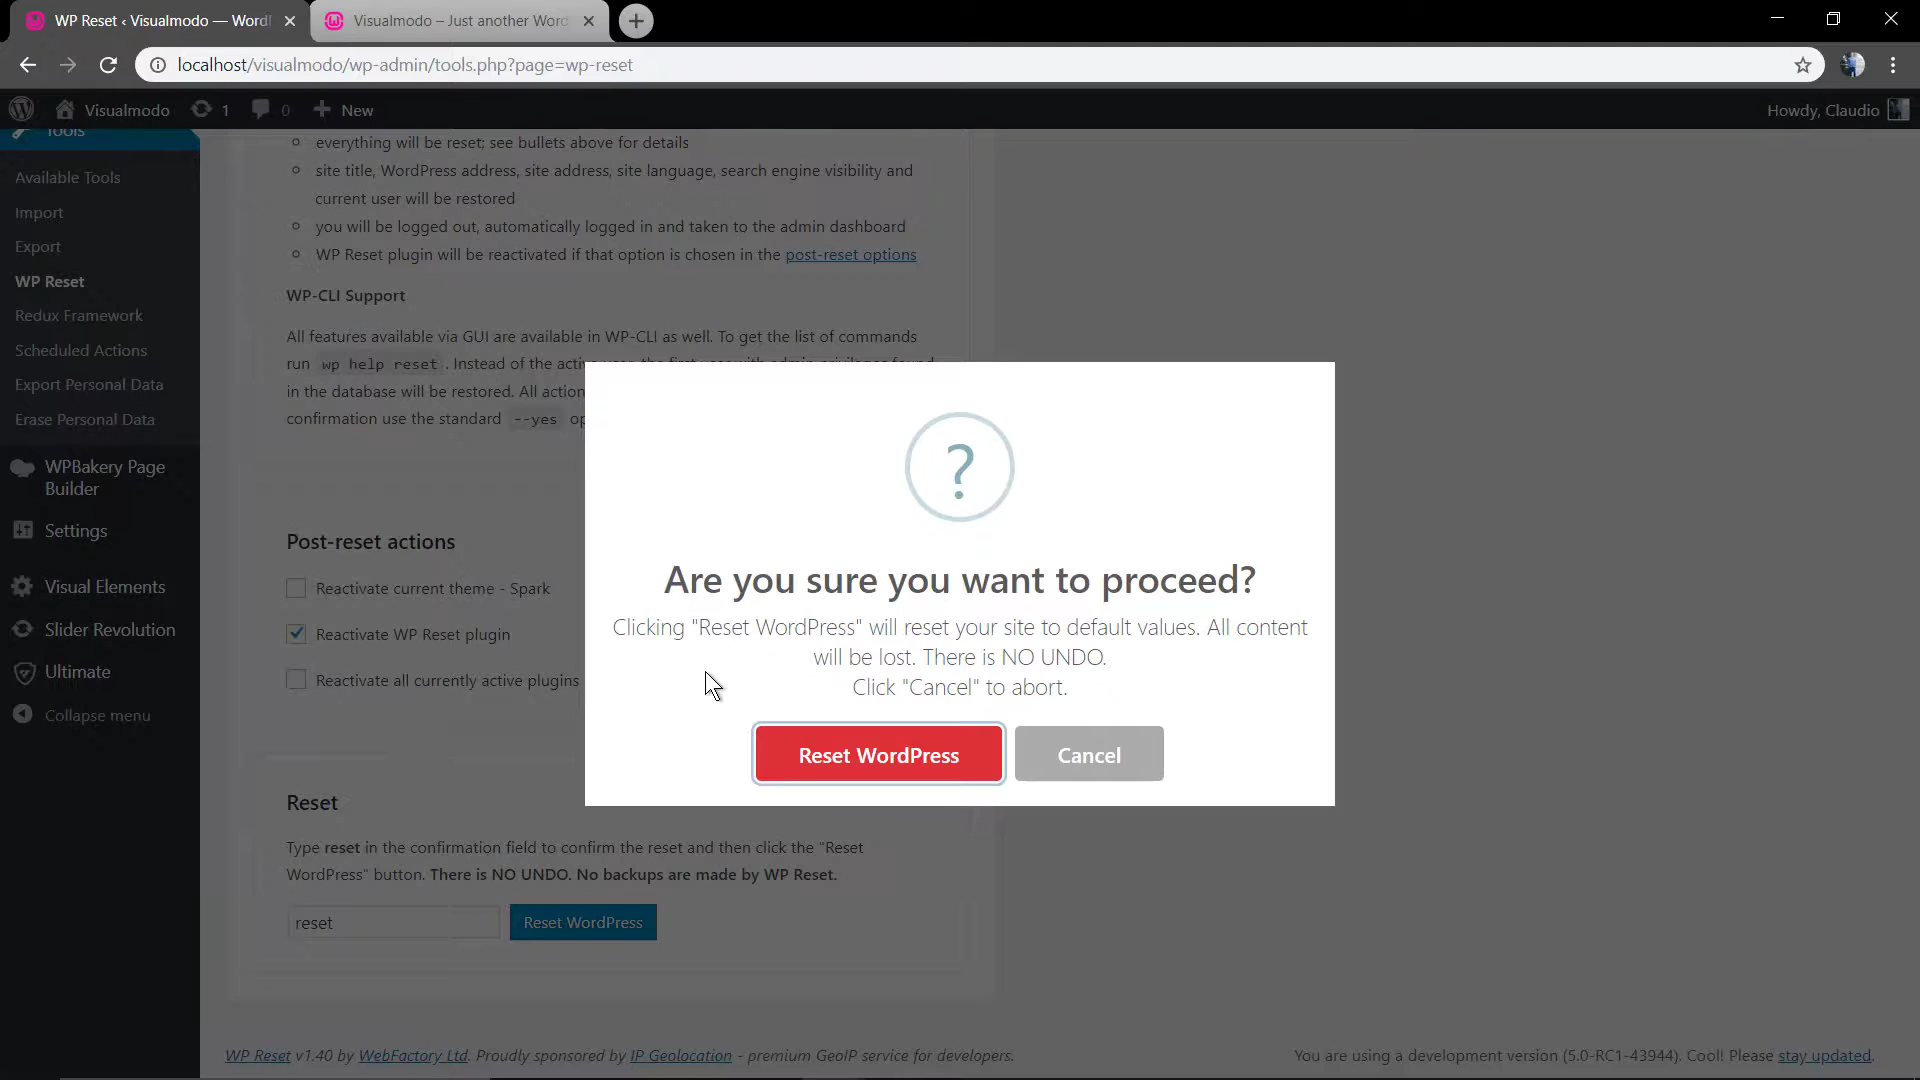 WP Reset ‹ Visualmodo — Word
Visualmodo – Just another Word
localhost/visualmodo/wp-admin/tools.php?page=wp-reset
Visualmodo
1
0
New
Howdy, Claudio
Tools
Available Tools
Import
Export
WP Reset
Redux Framework
Scheduled Actions
Export Personal Data
Erase Personal Data
WPBakery Page
Builder
Settings
Visual Elements
Slider Revolution
Ultimate
Collapse menu
everything will be reset; see bullets above for details
site title, WordPress address, site address, site language, search engine visibility and
current user will be restored
you will be logged out, automatically logged in and taken to the admin dashboard
WP Reset plugin will be reactivated if that option is chosen in the post-reset options
WP-CLI Support
All features available via GUI are available in WP-CLI as well. To get the list of commands
run wp help reset . Instead of the active user, the first user with admin privileges found
in the database will be restored. All action
confirmation use the standard --yes op
Post-reset actions
Reactivate current theme - Spark
Reactivate WP Reset plugin
Reactivate all currently active plugins
Reset
Type reset in the confirmation field to confirm the reset and then click the "Reset
WordPress" button. There is NO UNDO. No backups are made by WP Reset.
reset
Reset WordPress
?
Are you sure you want to proceed?
Clicking "Reset WordPress" will reset your site to default values. All content
will be lost. There is NO UNDO.
Click "Cancel" to abort.
Reset WordPress
Cancel
WP Reset v1.40 by WebFactory Ltd. Proudly sponsored by IP Geolocation - premium GeoIP service for developers.
You are using a development version (5.0-RC1-43944). Cool! Please stay updated.